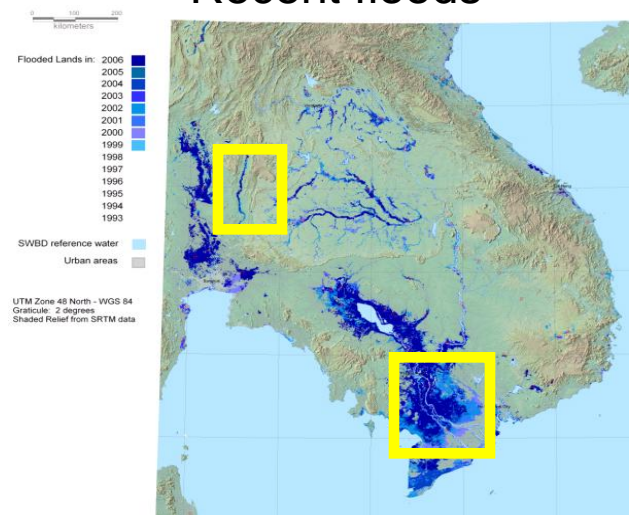 Recent floods
0 100 200
kilometers
Flooded Lands in: 2006
2005
2004
2003
2002
2001
2000
1999
1998
1997
1996
1995
1994
1993
SWBD reference water
Urban areas
UTM Zone 48 North - WGS 84
Graticule: 2 degrees
Shaded Relief from SRTM data